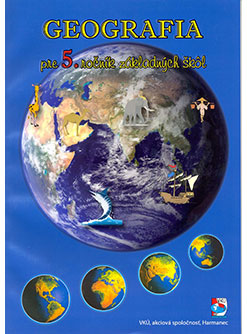 GEOGRAFIA
pre 5. ročník základných škôl
VKÚ, akciová spoločnosť, Harmanec